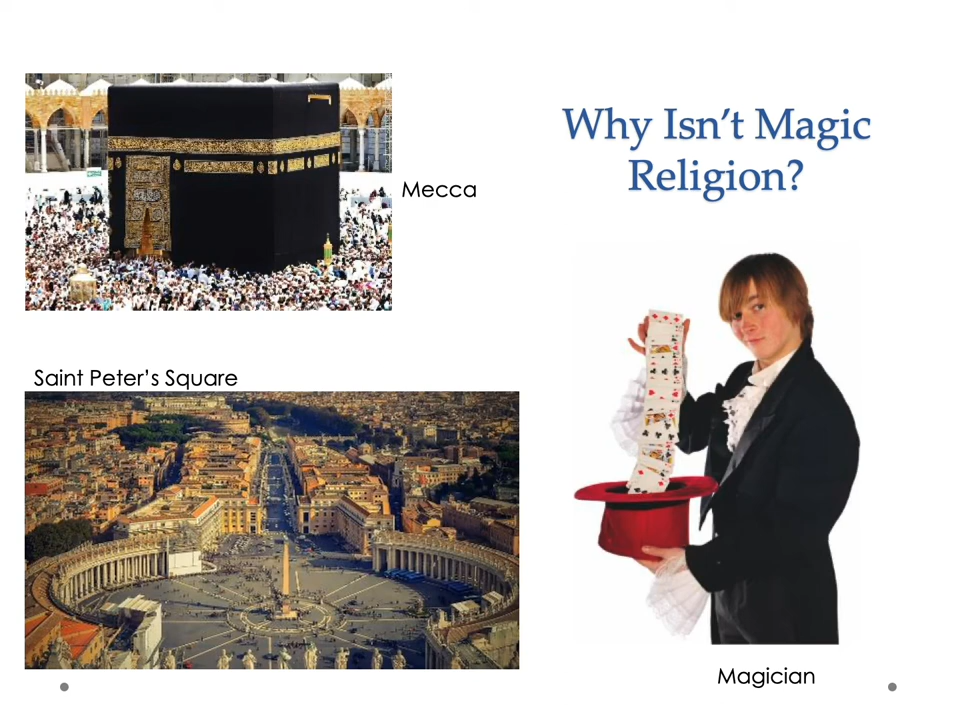 Why Isn't Magic
Religion?
Mecca
Saint Peter's Square
Magician